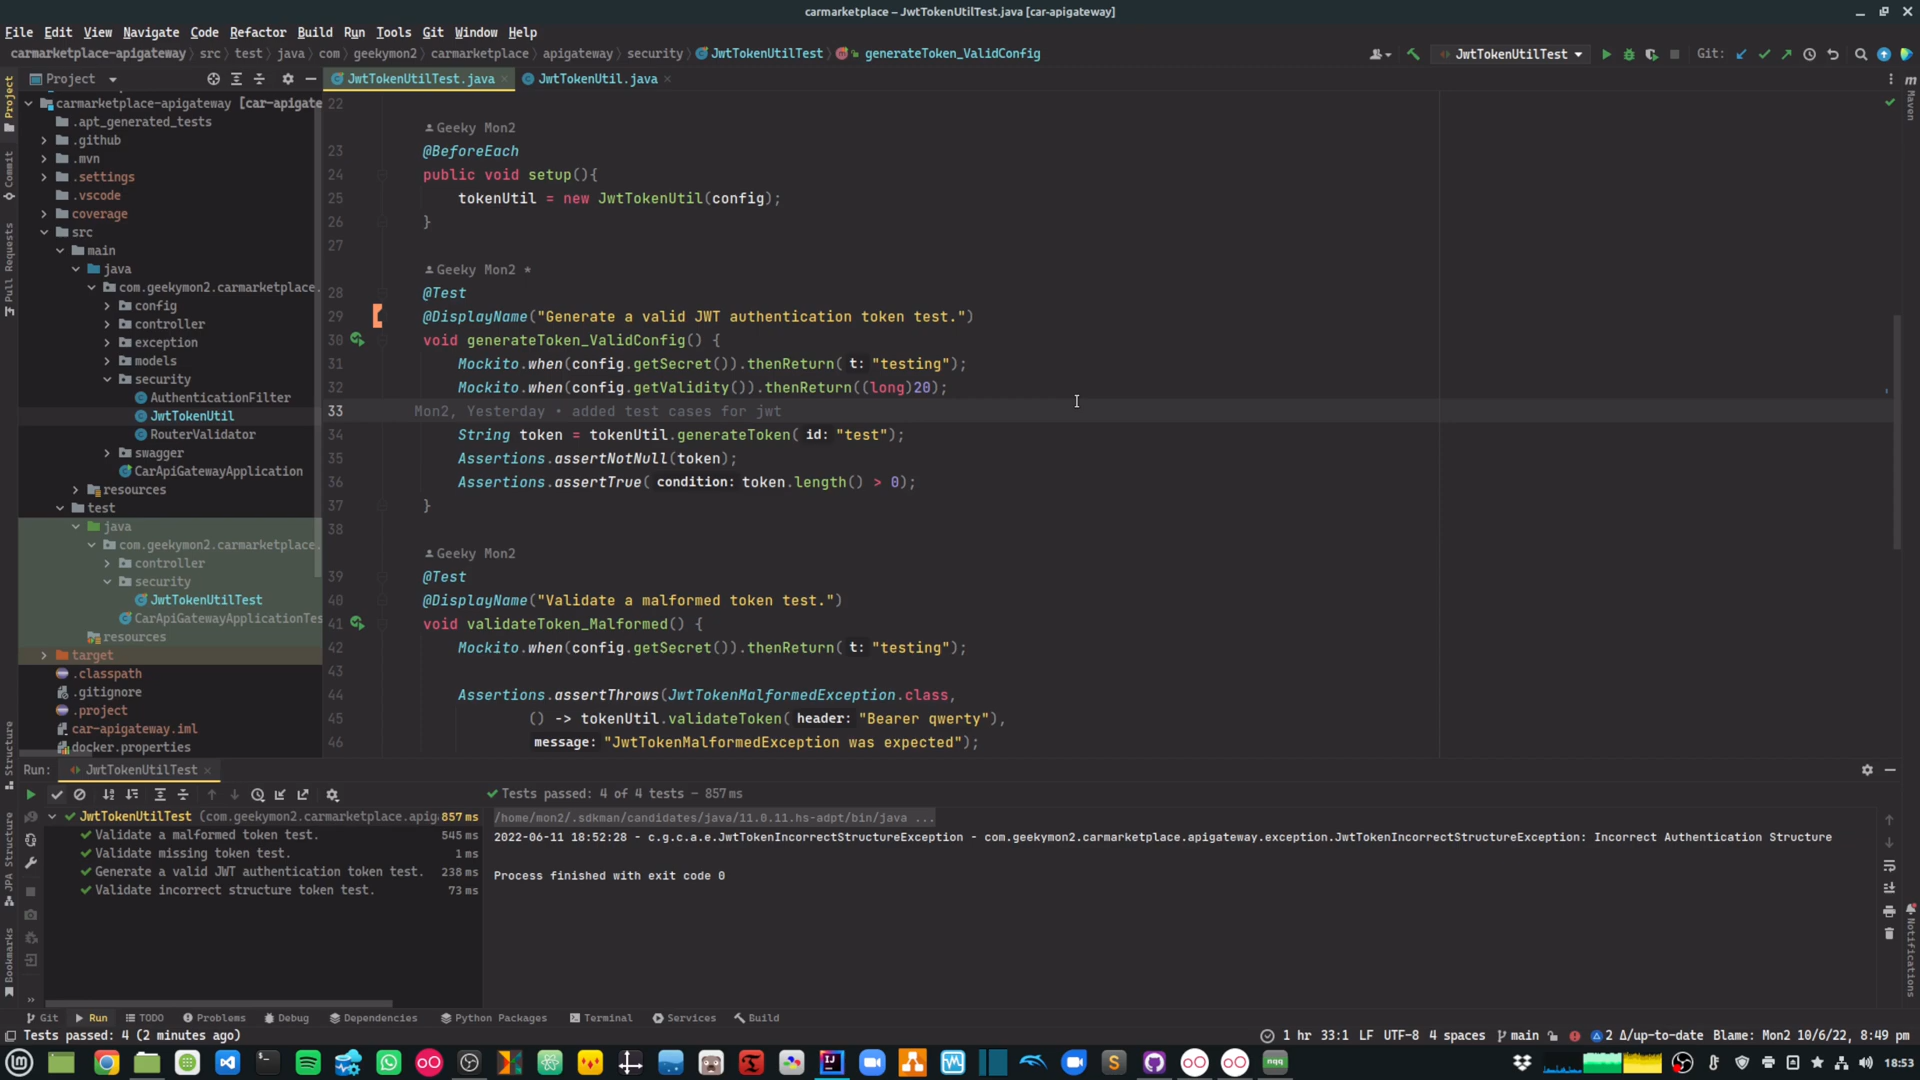 carmarketplace – JwtTokenUtilTest.java [car-apigateway]
File Edit View Navigate Code Refactor Build Run Tools Git Window Help
carmarketplace-apigateway src test java com geekymon2 carmarketplace apigateway security JwtTokenUtilTest generateToken_ValidConfig JwtTokenUtilTest Git:
Project JwtTokenUtilTest.java JwtTokenUtil.java
Project
Commit
Pull Requests
Structure
JPA Structure
Bookmarks
Maven
Notifications
carmarketplace-apigateway [car-apigate
.apt_generated_tests
.github
.mvn
.settings
.vscode
coverage
src
main
java
com.geekymon2.carmarketplace.
config
controller
exception
models
security
AuthenticationFilter
JwtTokenUtil
RouterValidator
swagger
CarApiGatewayApplication
resources
test
java
com.geekymon2.carmarketplace.
controller
security
JwtTokenUtilTest
CarApiGatewayApplicationTes
resources
target
.classpath
.gitignore
.project
car-apigateway.iml
docker.properties
22
Geeky Mon2
23 @BeforeEach
24 public void setup(){
25 tokenUtil = new JwtTokenUtil(config);
26 }
27
Geeky Mon2 *
28 @Test
29 @DisplayName("Generate a valid JWT authentication token test.")
30 void generateToken_ValidConfig() {
31 Mockito.when(config.getSecret()).thenReturn( t: "testing");
32 Mockito.when(config.getValidity()).thenReturn((long)20);
33 Mon2, Yesterday • added test cases for jwt
34 String token = tokenUtil.generateToken( id: "test");
35 Assertions.assertNotNull(token);
36 Assertions.assertTrue( condition: token.length() > 0);
37 }
38
Geeky Mon2
39 @Test
40 @DisplayName("Validate a malformed token test.")
41 void validateToken_Malformed() {
42 Mockito.when(config.getSecret()).thenReturn( t: "testing");
43
44 Assertions.assertThrows(JwtTokenMalformedException.class,
45 () -> tokenUtil.validateToken( header: "Bearer qwerty"),
46 message: "JwtTokenMalformedException was expected");
Run: JwtTokenUtilTest
Tests passed: 4 of 4 tests – 857 ms
JwtTokenUtilTest (com.geekymon2.carmarketplace.apig 857 ms
Validate a malformed token test. 545 ms
Validate missing token test. 1 ms
Generate a valid JWT authentication token test. 238 ms
Validate incorrect structure token test. 73 ms
/home/mon2/.sdkman/candidates/java/11.0.11.hs-adpt/bin/java ...
2022-06-11 18:52:28 - c.g.c.a.e.JwtTokenIncorrectStructureException - com.geekymon2.carmarketplace.apigateway.exception.JwtTokenIncorrectStructureException: Incorrect Authentication Structure
Process finished with exit code 0
Git Run TODO Problems Debug Dependencies Python Packages Terminal Services Build
Tests passed: 4 (2 minutes ago) 1 hr 33:1 LF UTF-8 4 spaces main 2 Δ/up-to-date Blame: Mon2 10/6/22, 8:49 pm
18:53